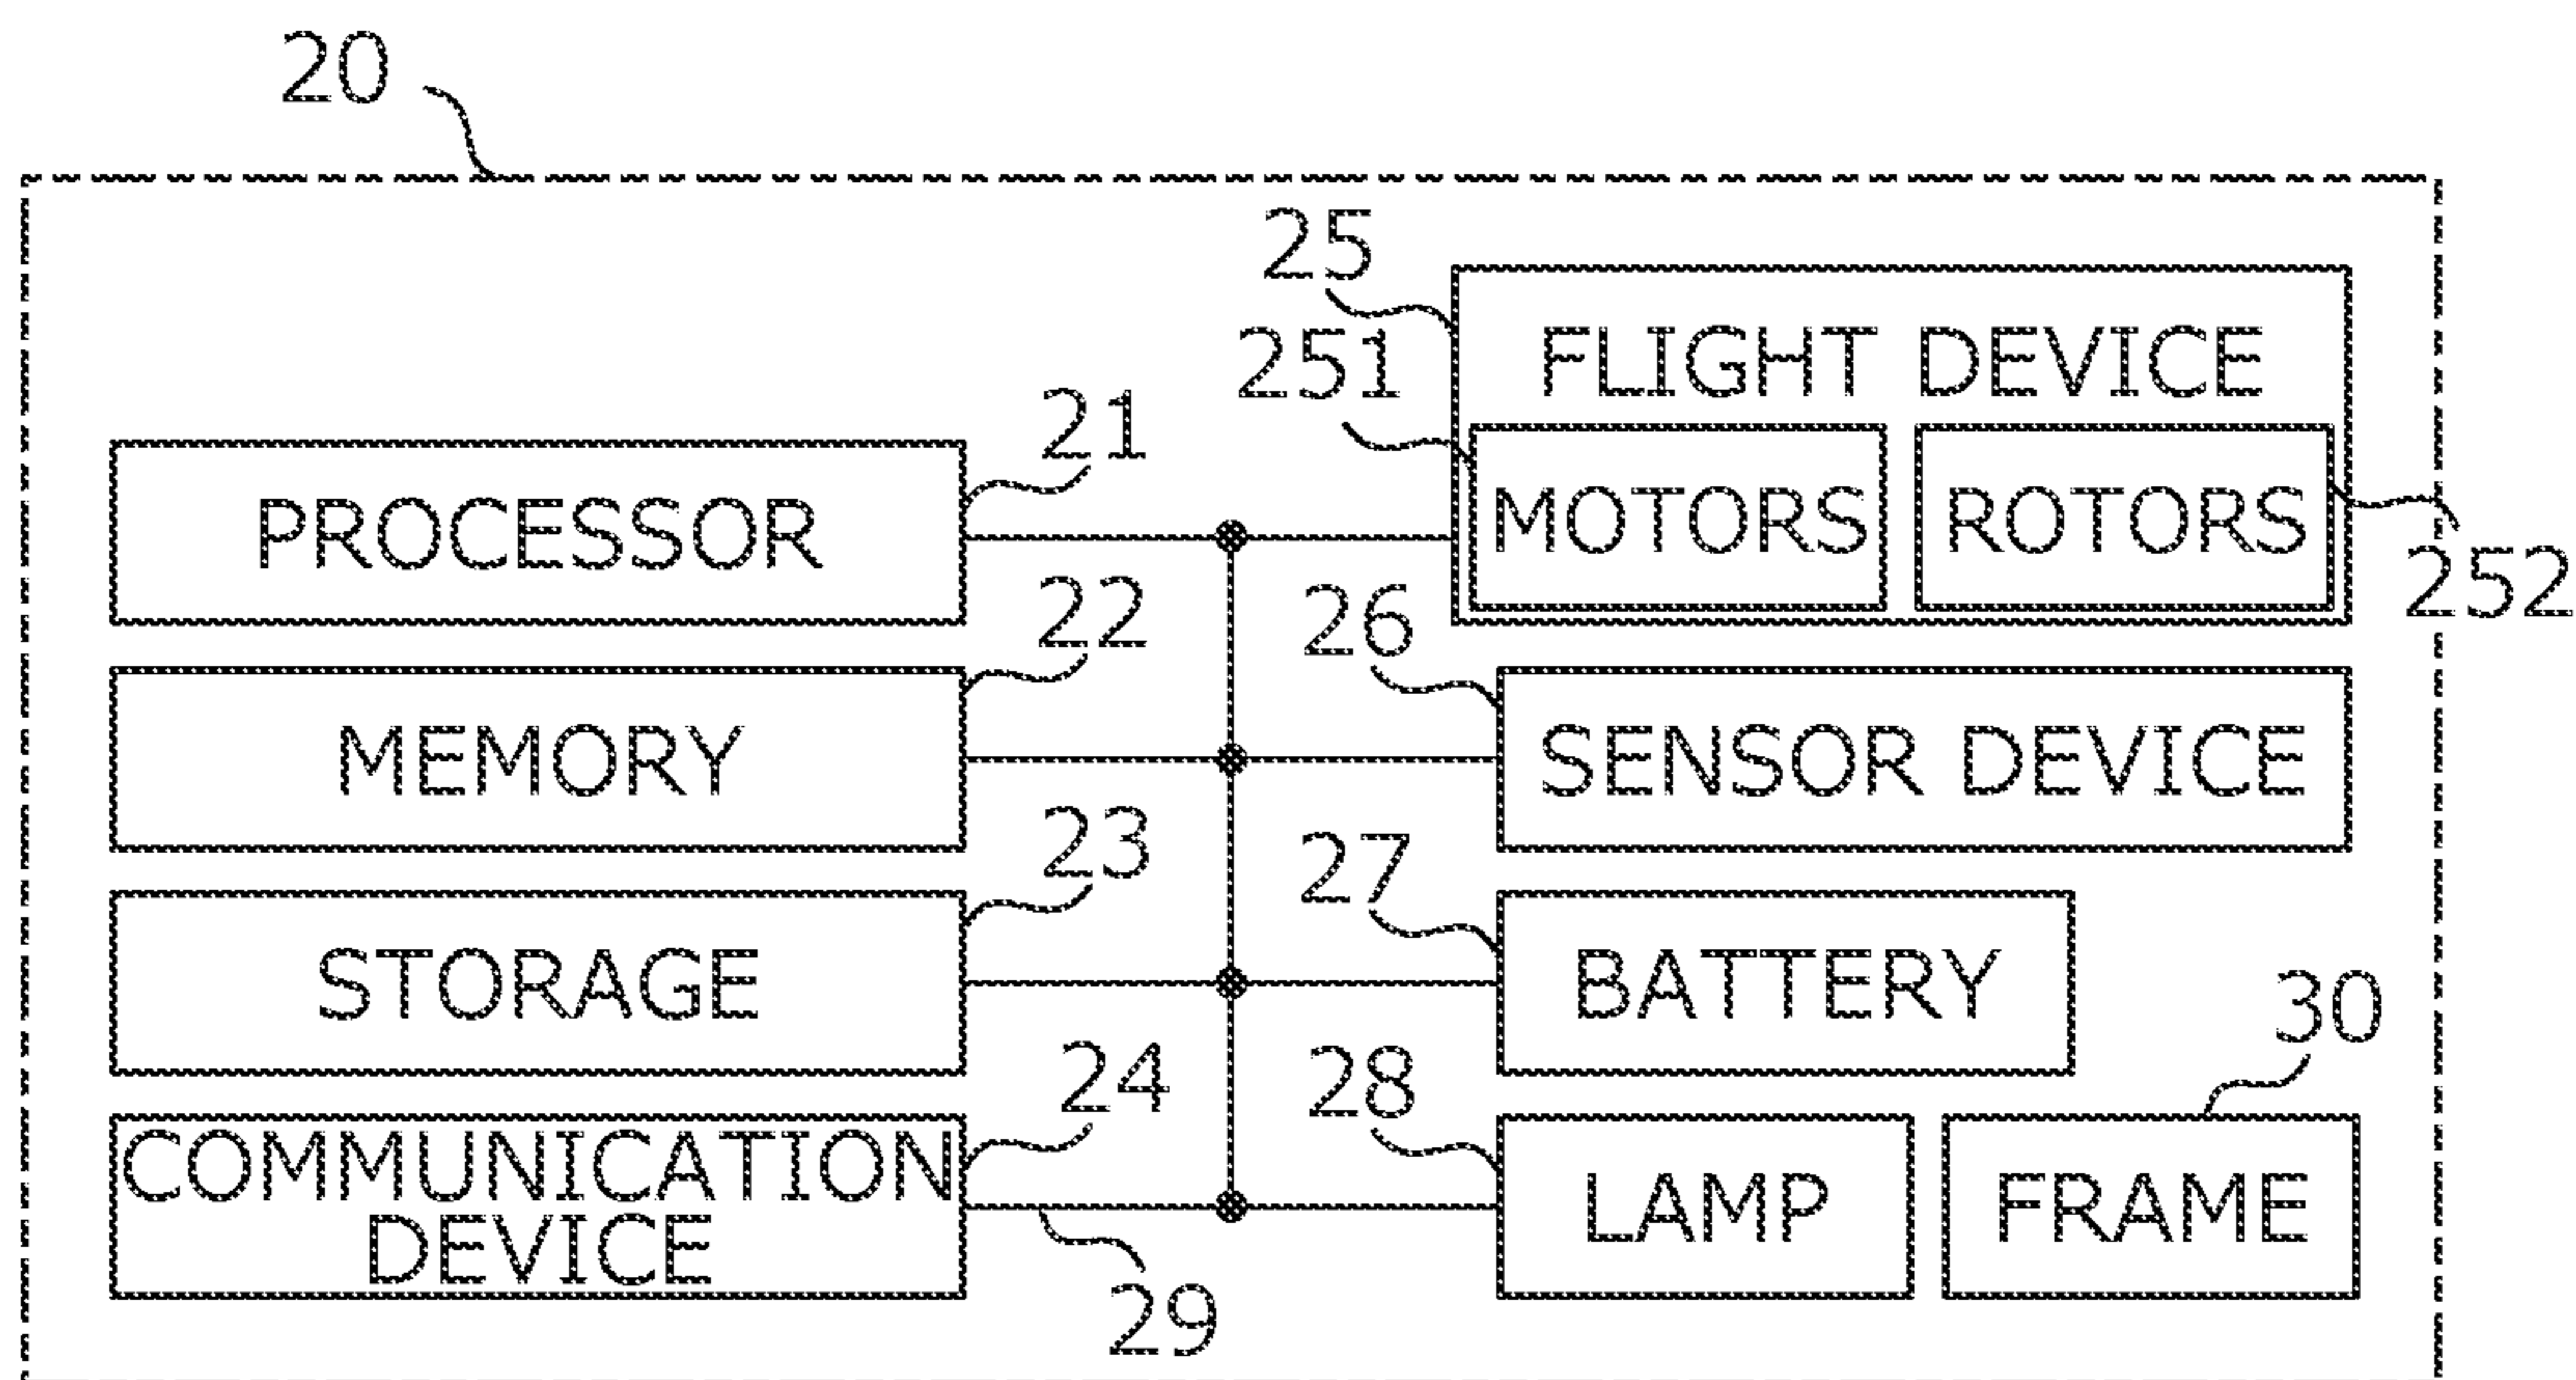 20
25
FLIGHT DEVICE
251
MOTORS
ROTORS
252
21
PROCESSOR
22
MEMORY
26
SENSOR DEVICE
23
STORAGE
27
BATTERY
24
COMMUNICATION
DEVICE
28
LAMP
30
FRAME
29